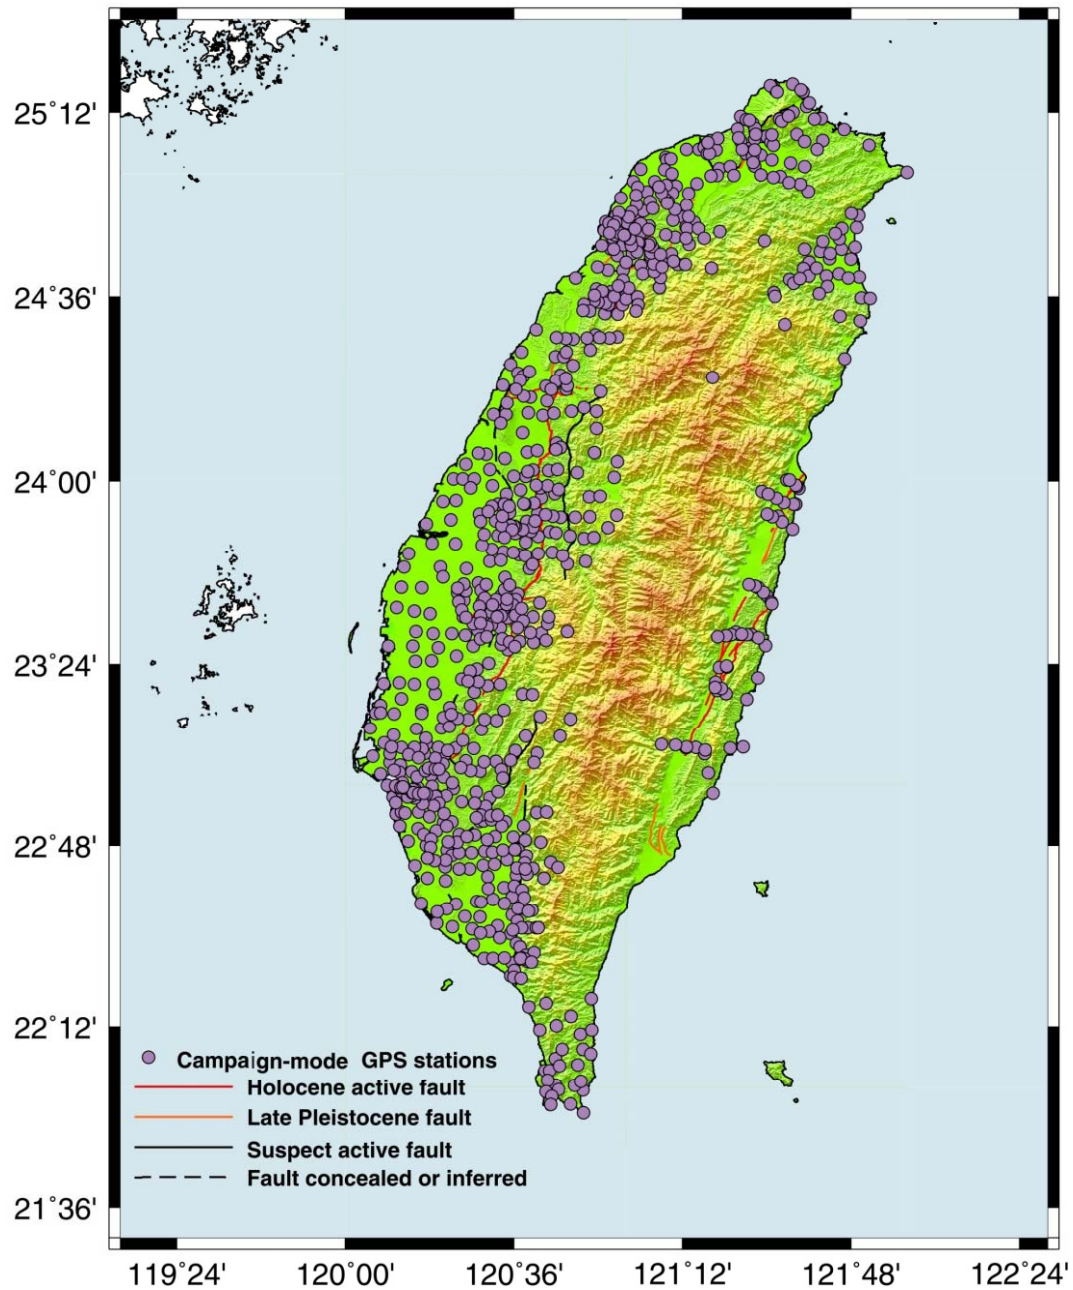 25°12'
24°36'
24°00'
23°24'
22°48'
22°12'
21°36'
Campaign-mode GPS stations
Holocene active fault
Late Pleistocene fault
Suspect active fault
Fault concealed or inferred
119°24' 120°00' 120°36' 121°12' 121°48' 122°24'